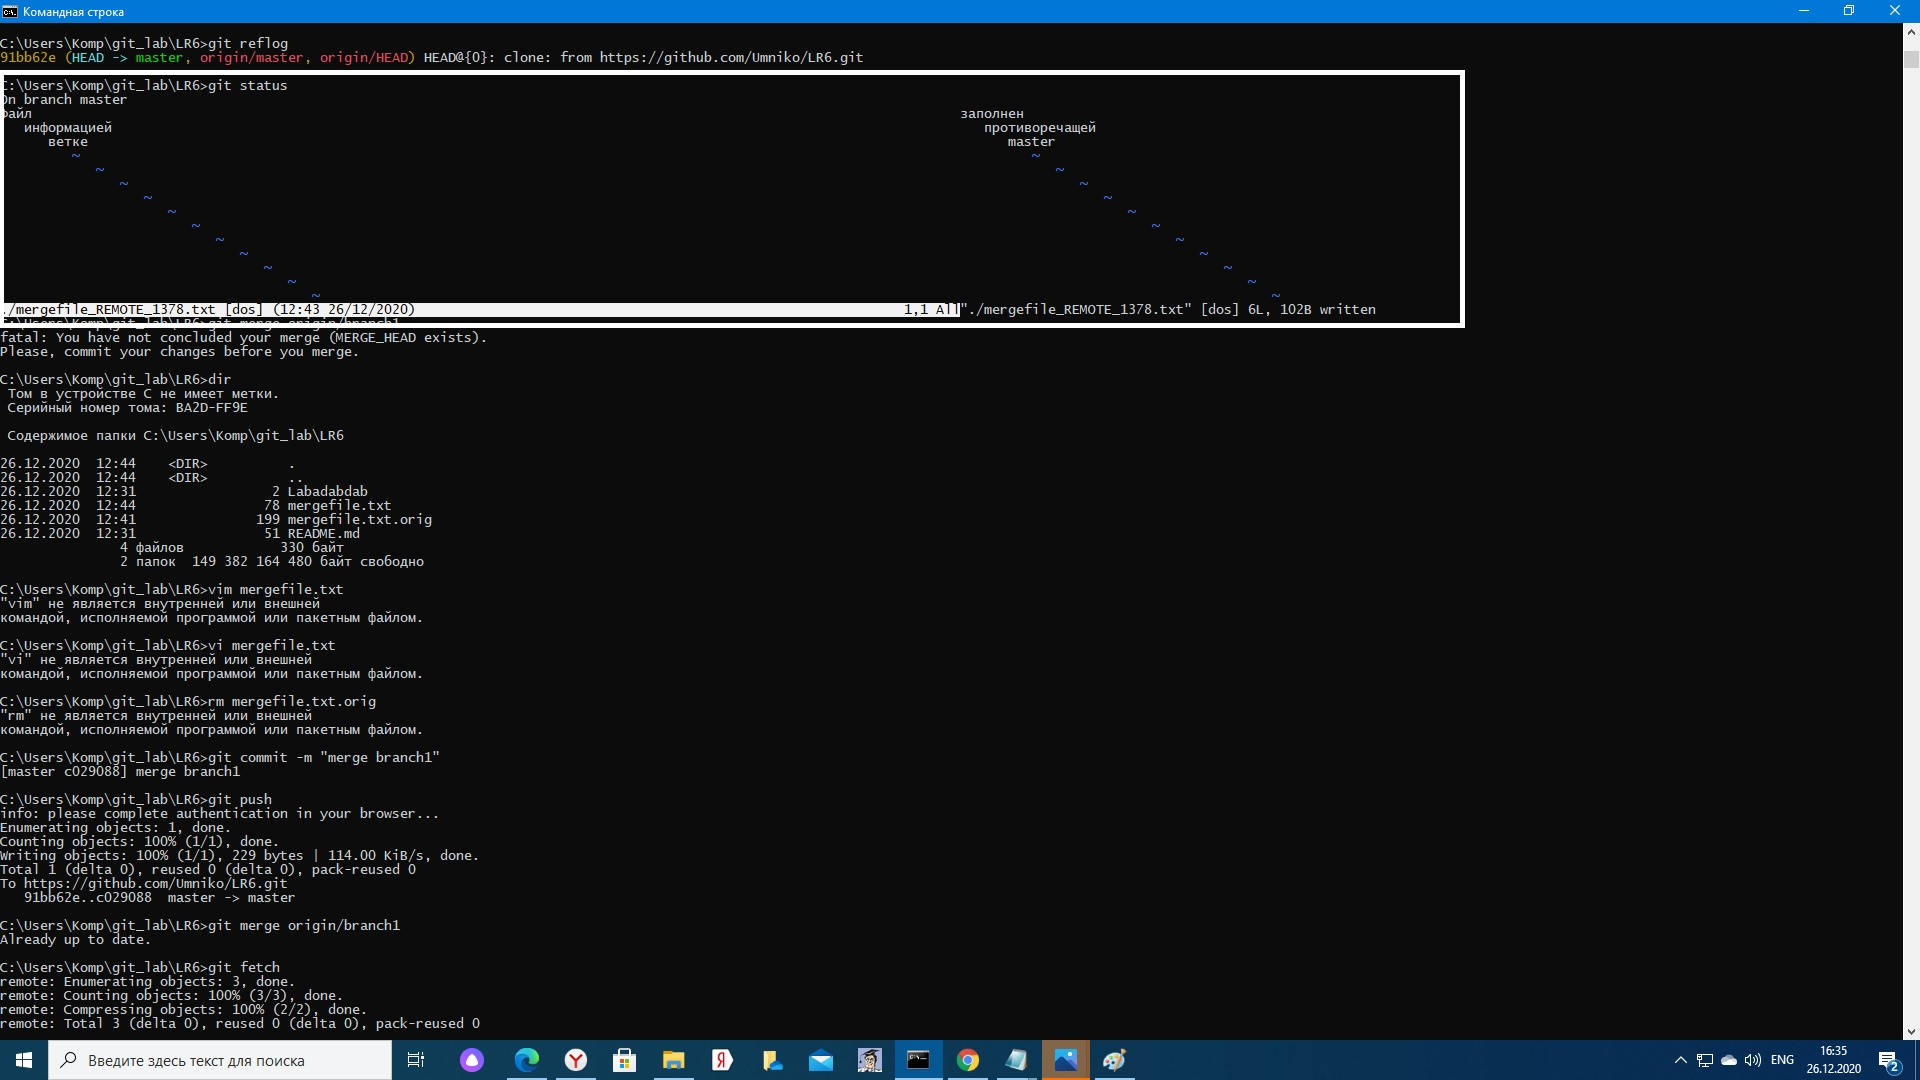 Командная строка
C:\Users\Komp\git_lab\LR6>git reflog
91bb62e (HEAD -> master, origin/master, origin/HEAD) HEAD@{0}: clone: from https://github.com/Umniko/LR6.git
C:\Users\Komp\git_lab\LR6>git status
On branch master
файл заполнен
информацией противоречащей
ветке master
~ ~
~ ~
~ ~
~ ~
~ ~
~ ~
~ ~
~ ~
~ ~
~ ~
~ ~
./mergefile_REMOTE_1378.txt [dos] (12:43 26/12/2020) 1,1 All"./mergefile_REMOTE_1378.txt" [dos] 6L, 102B written
C:\Users\Komp\git_lab\LR6>git merge origin/branch1
fatal: You have not concluded your merge (MERGE_HEAD exists).
Please, commit your changes before you merge.
C:\Users\Komp\git_lab\LR6>dir
Том в устройстве C не имеет метки.
Серийный номер тома: BA2D-FF9E
Содержимое папки C:\Users\Komp\git_lab\LR6
26.12.2020 12:44 <DIR> .
26.12.2020 12:44 <DIR> ..
26.12.2020 12:31 2 Labadabdab
26.12.2020 12:44 78 mergefile.txt
26.12.2020 12:41 199 mergefile.txt.orig
26.12.2020 12:31 51 README.md
4 файлов 330 байт
2 папок 149 382 164 480 байт свободно
C:\Users\Komp\git_lab\LR6>vim mergefile.txt
"vim" не является внутренней или внешней
командой, исполняемой программой или пакетным файлом.
C:\Users\Komp\git_lab\LR6>vi mergefile.txt
"vi" не является внутренней или внешней
командой, исполняемой программой или пакетным файлом.
C:\Users\Komp\git_lab\LR6>rm mergefile.txt.orig
"rm" не является внутренней или внешней
командой, исполняемой программой или пакетным файлом.
C:\Users\Komp\git_lab\LR6>git commit -m "merge branch1"
[master c029088] merge branch1
C:\Users\Komp\git_lab\LR6>git push
info: please complete authentication in your browser...
Enumerating objects: 1, done.
Counting objects: 100% (1/1), done.
Writing objects: 100% (1/1), 229 bytes | 114.00 KiB/s, done.
Total 1 (delta 0), reused 0 (delta 0), pack-reused 0
To https://github.com/Umniko/LR6.git
91bb62e..c029088 master -> master
C:\Users\Komp\git_lab\LR6>git merge origin/branch1
Already up to date.
C:\Users\Komp\git_lab\LR6>git fetch
remote: Enumerating objects: 3, done.
remote: Counting objects: 100% (3/3), done.
remote: Compressing objects: 100% (2/2), done.
remote: Total 3 (delta 0), reused 0 (delta 0), pack-reused 0
Введите здесь текст для поиска
ENG
16:35
26.12.2020
2